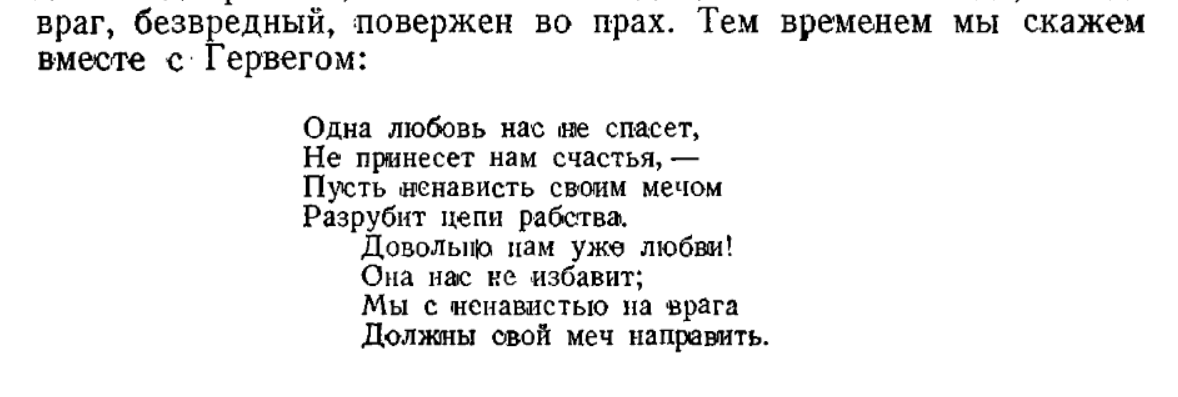 враг, безвредный, повержен во прах. Тем временем мы скажем
вместе с Гервегом:
Одна любовь нас не спасет,
Не принесет нам счастья, —
Пусть ненависть своим мечом
Разрубит цепи рабства.
Довольно нам уже любви!
Она нас не избавит;
Мы с ненавистью на врага
Должны свой меч направить.